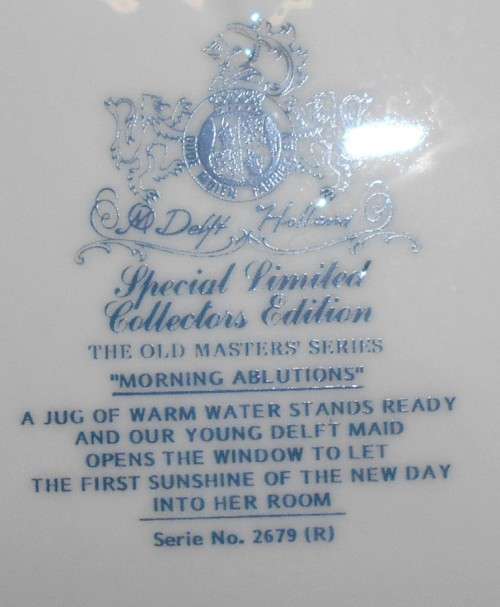 Delft Holland
Special Limited
Collectors Edition
THE OLD MASTERS' SERIES
"MORNING ABLUTIONS"
A JUG OF WARM WATER STANDS READY
AND OUR YOUNG DELFT MAID
OPENS THE WINDOW TO LET
THE FIRST SUNSHINE OF THE NEW DAY
INTO HER ROOM
Serie No. 2679 (R)